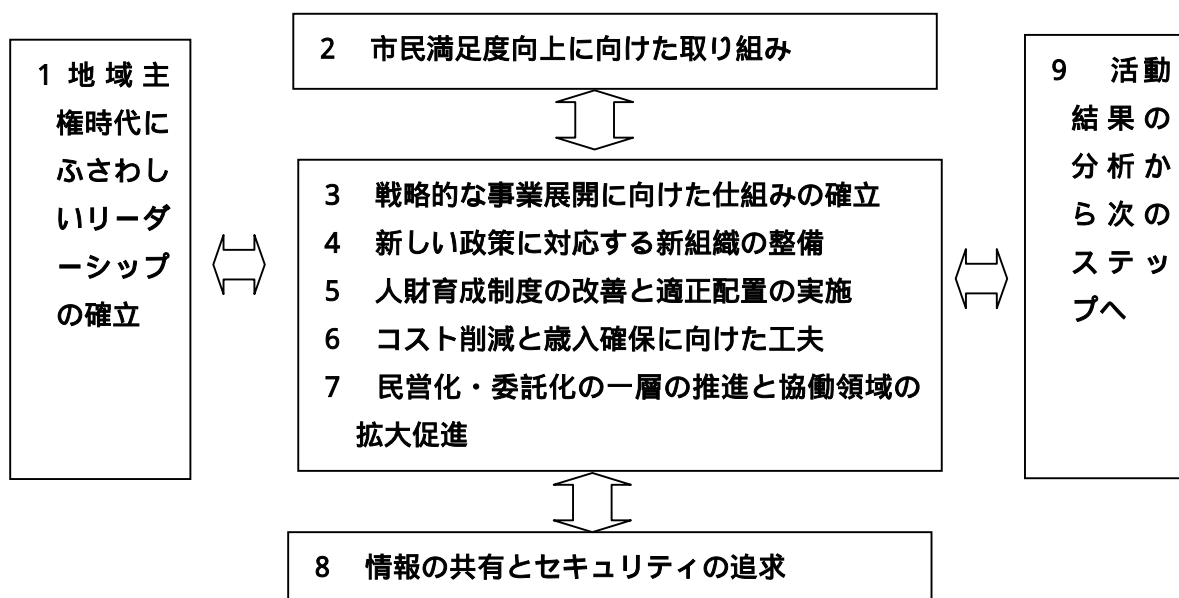 1 地域主
権時代に
ふさわし
いリーダ
ーシップ
の確立
2 市民満足度向上に向けた取り組み
3 戦略的な事業展開に向けた仕組みの確立
4 新しい政策に対応する新組織の整備
5 人財育成制度の改善と適正配置の実施
6 コスト削減と歳入確保に向けた工夫
7 民営化・委託化の一層の推進と協働領域の
拡大促進
8 情報の共有とセキュリティの追求
9 活動
結果の
分析か
ら次の
ステッ
プへ